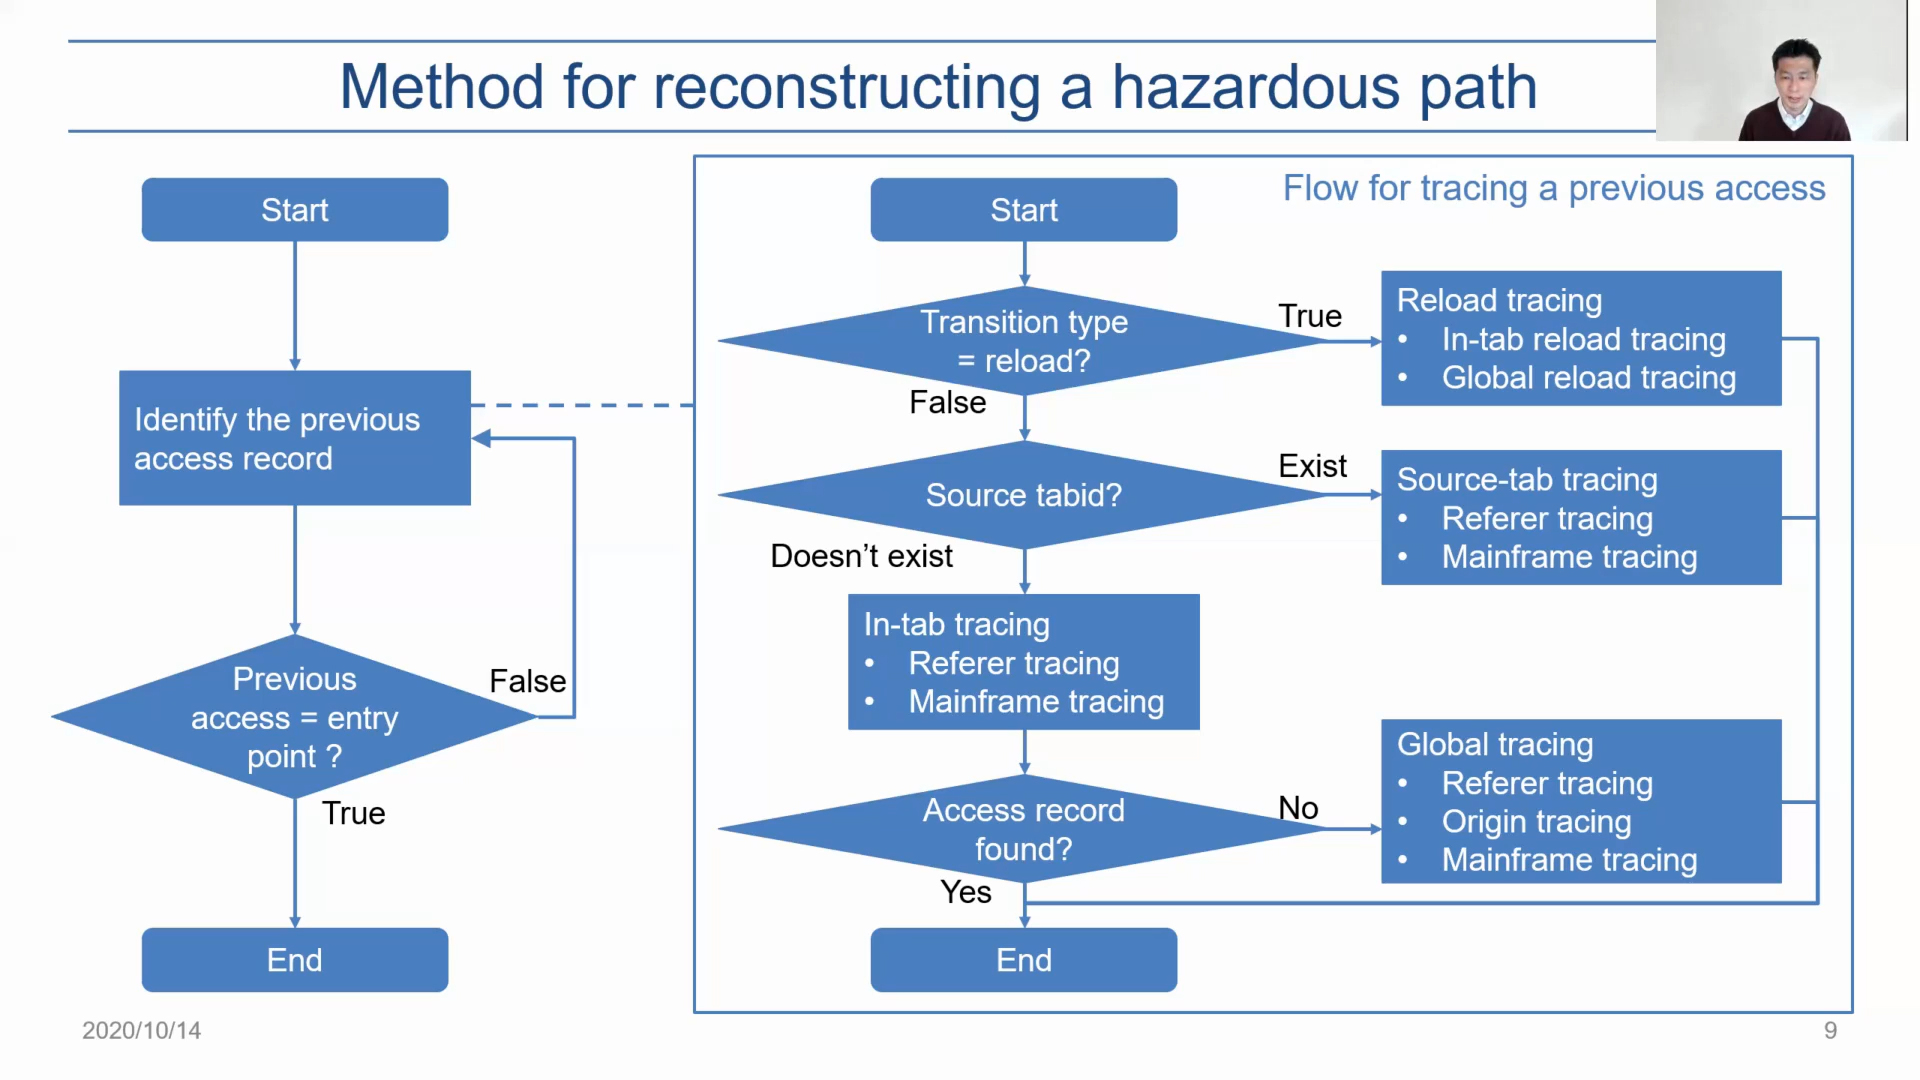 Method for reconstructing a hazardous path
Start
Identify the previous
access record
Previous
access = entry
point ?
False
True
End
Flow for tracing a previous access
Start
Transition type
= reload?
True
False
Reload tracing
• In-tab reload tracing
• Global reload tracing
Source tabid?
Exist
Doesn't exist
Source-tab tracing
• Referer tracing
• Mainframe tracing
In-tab tracing
• Referer tracing
• Mainframe tracing
Access record
found?
No
Yes
Global tracing
• Referer tracing
• Origin tracing
• Mainframe tracing
End
2020/10/14
9